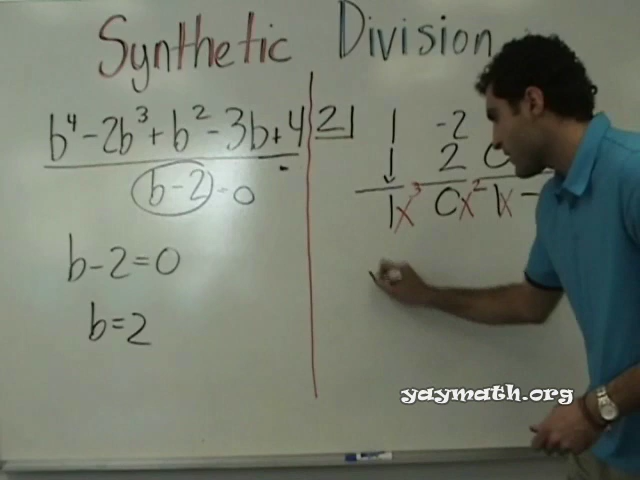 Synthetic Division
b⁴ - 2b³ + b² - 3b + 4
b - 2 = 0
b - 2 = 0
b = 2
2 1 -2
2 0
1x³ 0x² 1x -
yaymath.org